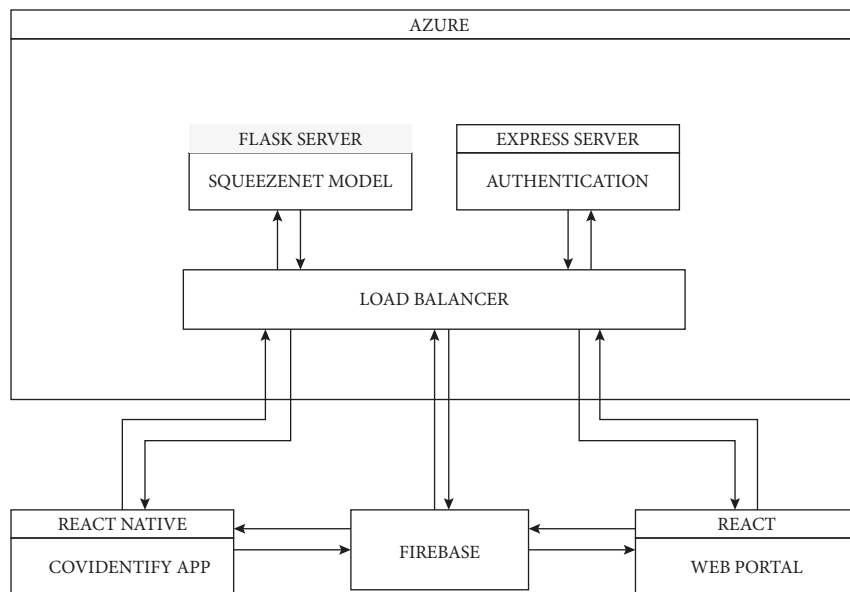 AZURE
FLASK SERVER
SQUEEZENET MODEL
EXPRESS SERVER
AUTHENTICATION
LOAD BALANCER
REACT NATIVE
COVIDENTIFY APP
FIREBASE
REACT
WEB PORTAL